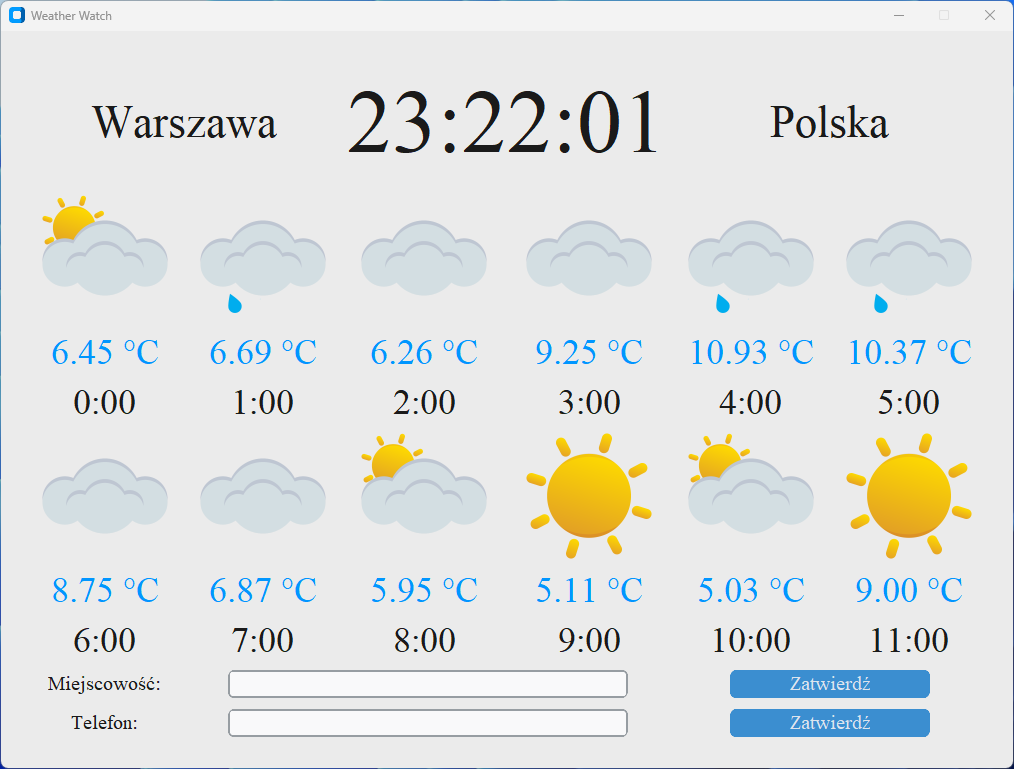 Weather Watch
Warszawa 23:22:01 Polska
6.45 °C 6.69 °C 6.26 °C 9.25 °C 10.93 °C 10.37 °C
0:00 1:00 2:00 3:00 4:00 5:00
8.75 °C 6.87 °C 5.95 °C 5.11 °C 5.03 °C 9.00 °C
6:00 7:00 8:00 9:00 10:00 11:00
Miejscowość: Zatwierdź
Telefon: Zatwierdź